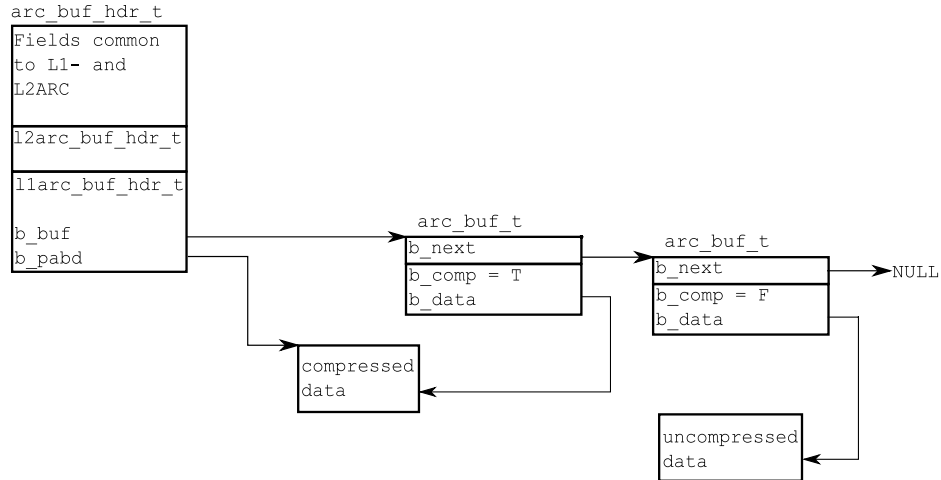 arc_buf_hdr_t
Fields common
to L1- and
L2ARC
l2arc_buf_hdr_t
l1arc_buf_hdr_t
b_buf
b_pabd
arc_buf_t
b_next
b_comp = T
b_data
arc_buf_t
b_next
b_comp = F
b_data
NULL
compressed
data
uncompressed
data